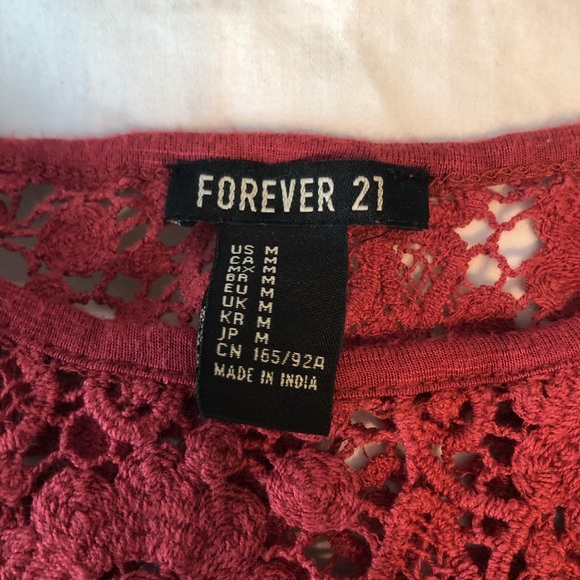 FOREVER 21
US M
CA M
MX M
BR M
EU M
UK M
KR M
JP M
CN 165/92A
MADE IN INDIA